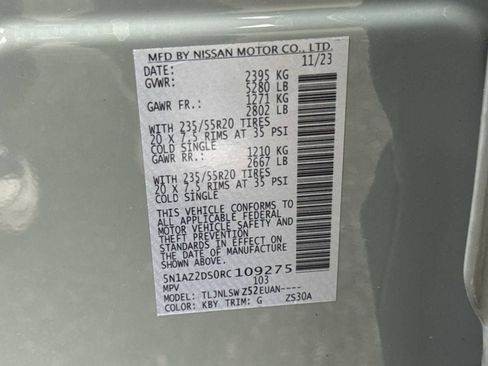 MFD BY NISSAN MOTOR CO., LTD.
DATE: 11/23
GVWR: 2395 KG
5280 LB
GAWR FR.: 1271 KG
2802 LB
WITH 235/55R20 TIRES
20 X 7.5 RIMS AT 35 PSI
COLD SINGLE
GAWR RR.: 1210 KG
2667 LB
WITH 235/55R20 TIRES
20 X 7.5 RIMS AT 35 PSI
COLD SINGLE
THIS VEHICLE CONFORMS TO
ALL APPLICABLE FEDERAL
MOTOR VEHICLE SAFETY AND
THEFT PREVENTION
STANDARDS IN EFFECT ON
THE DATE OF MANUFACTURE
SHOWN ABOVE.
5N1AZ2DS0RC109275
MPV 103
MODEL: TLJNLSWZ52EUAN----
COLOR: KBY TRIM: G ZS30A